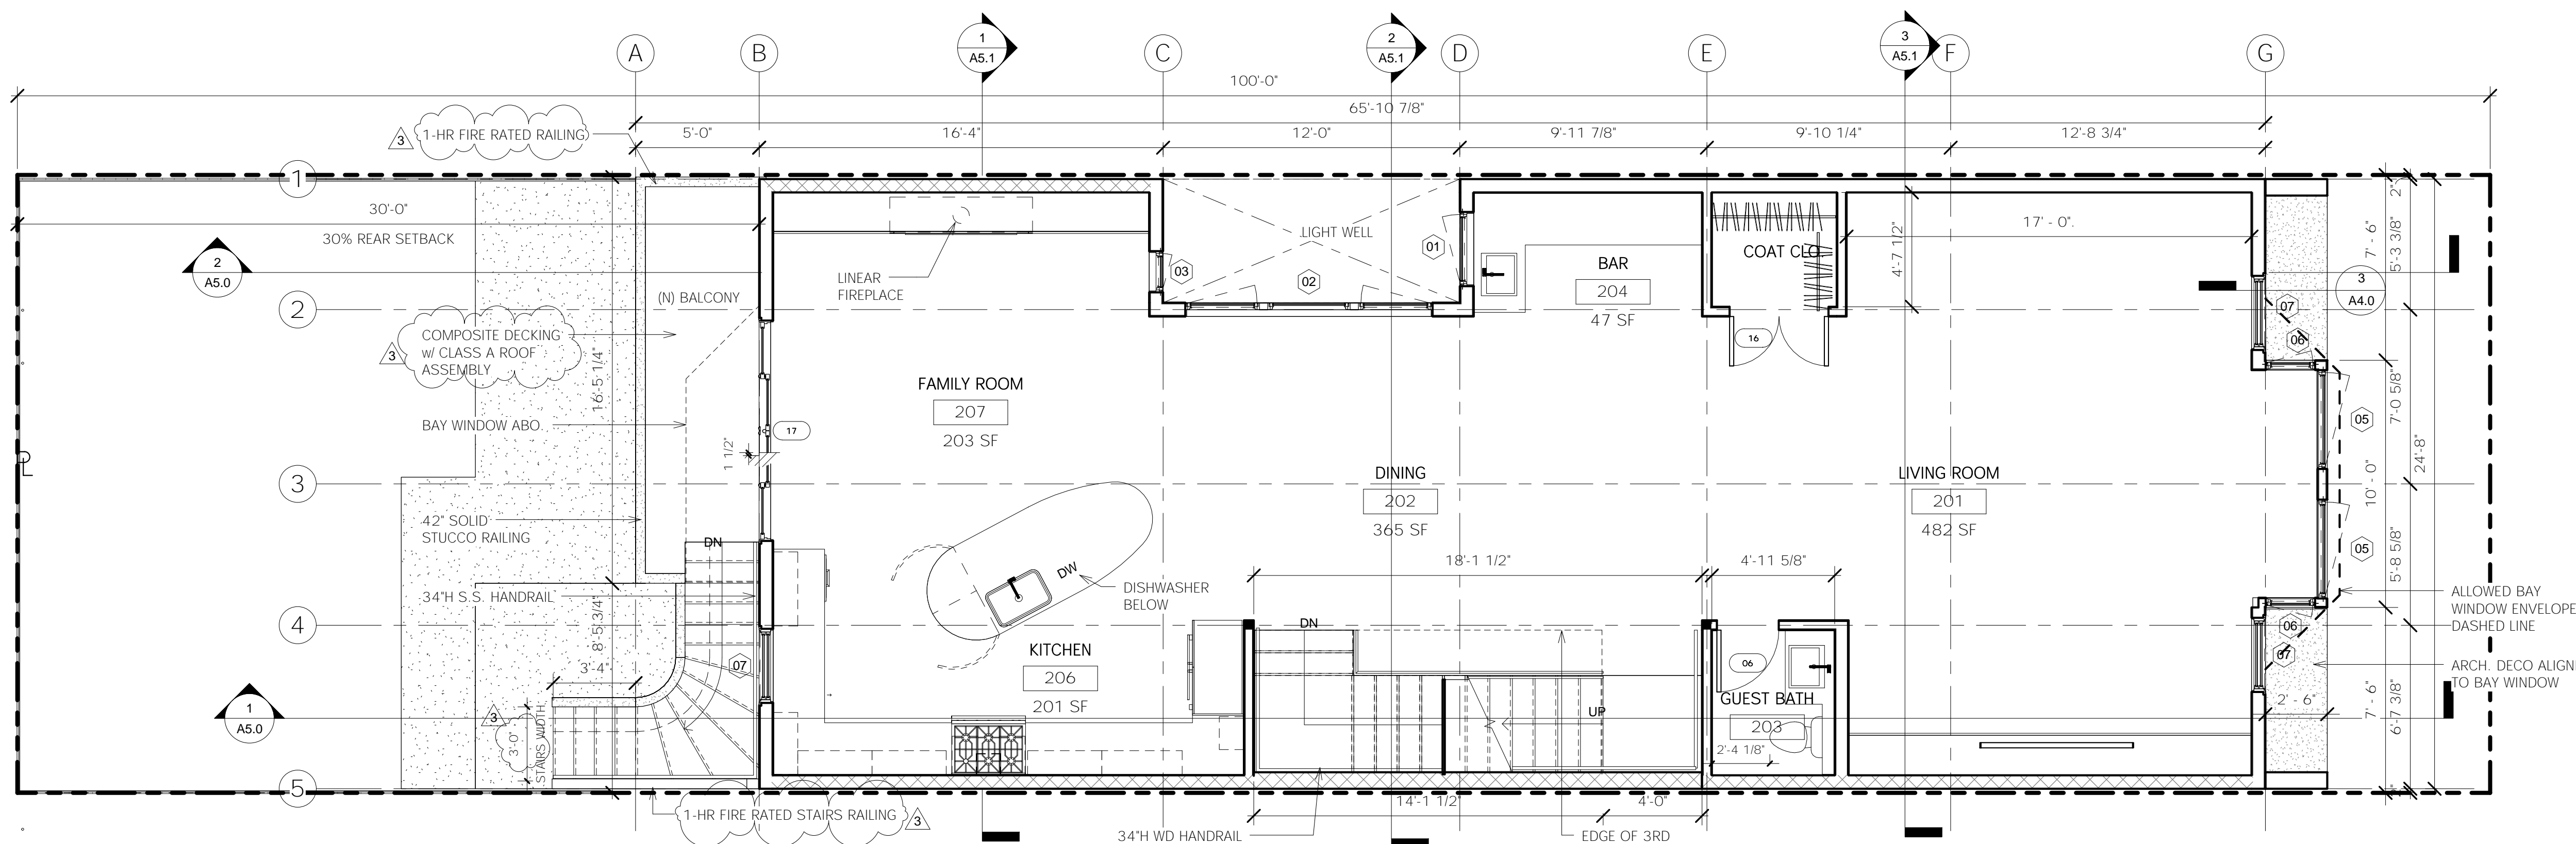 1
A5.1
2
A5.1
3
A5.1
A
B
C
D
E
F
G
100'-0"
65'-10 7/8"
5'-0"
16'-4"
12'-0"
9'-11 7/8"
9'-10 1/4"
12'-8 3/4"
3
1-HR FIRE RATED RAILING
1
30'-0"
30% REAR SETBACK
2
A5.0
(N) BALCONY
2
3
COMPOSITE DECKING
w/ CLASS A ROOF
ASSEMBLY
16'-5 1/4"
BAY WINDOW ABO.
1 1/2"
17
3
42" SOLID
STUCCO RAILING
DN
34"H S.S. HANDRAIL
8'-5 3/4"
4
3'-4"
07
1
A5.0
3
3'-0"
STAIRS WIDTH
5
1-HR FIRE RATED STAIRS RAILING
3
PL
LINEAR
FIREPLACE
FAMILY ROOM
207
203 SF
LIGHT WELL
03
02
01
BAR
204
47 SF
COAT CLO.
4'-7 1/2"
16
17' - 0".
DINING
202
365 SF
LIVING ROOM
201
482 SF
DW
DISHWASHER
BELOW
KITCHEN
206
201 SF
18'-1 1/2"
4'-11 5/8"
DN
UP
06
GUEST BATH
203
2'-4 1/8"
14'-1 1/2"
4'-0"
34"H WD HANDRAIL
EDGE OF 3RD
2"
7' - 6"
5'-3 3/8"
3
A4.0
07
06
05
7'-0 5/8"
24'-8"
10' - 0"
05
5'-8 5/8"
06
07
ALLOWED BAY
WINDOW ENVELOPE
DASHED LINE
ARCH. DECO ALIGN
TO BAY WINDOW
2' - 6"
7' - 6"
6'-7 3/8"